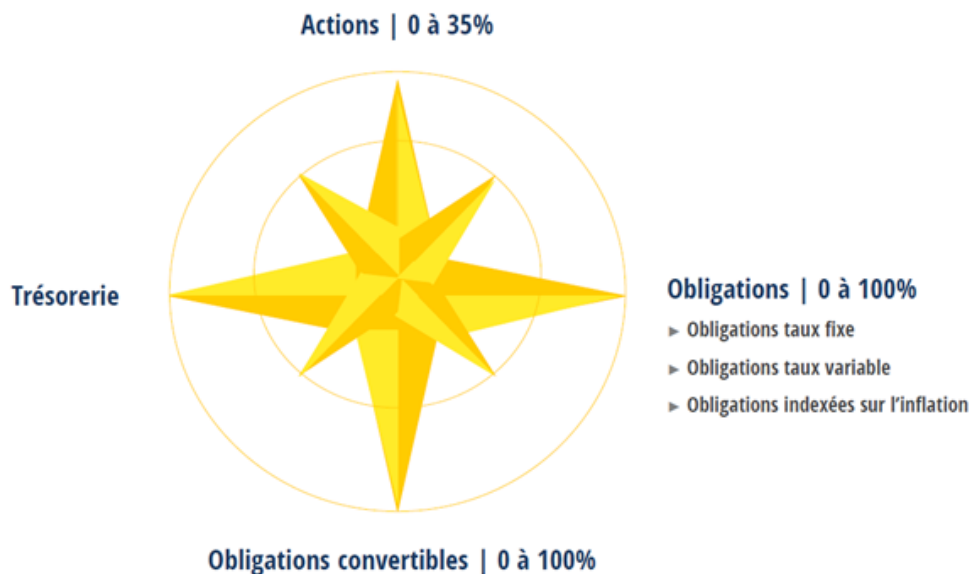 Actions | 0 à 35%
Trésorerie
Obligations | 0 à 100%
► Obligations taux fixe
► Obligations taux variable
► Obligations indexées sur l’inflation
Obligations convertibles | 0 à 100%